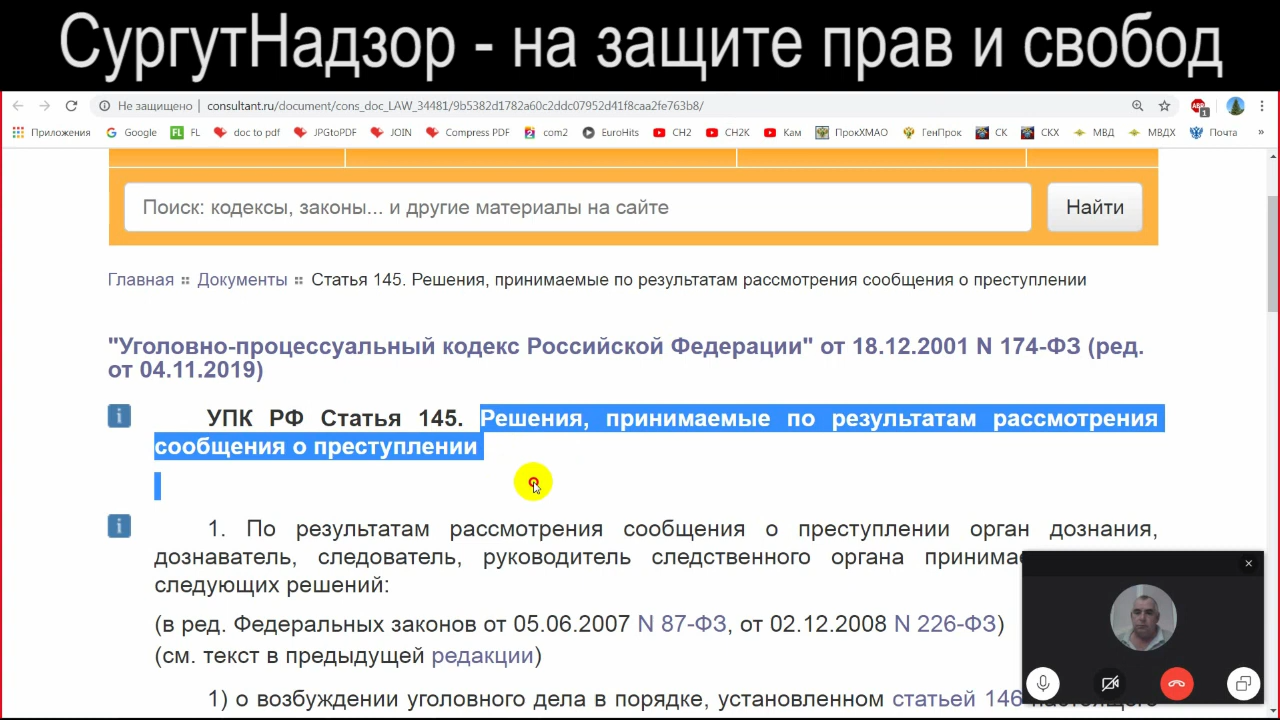 СургутНадзор - на защите прав и свобод
Не защищено | consultant.ru/document/cons_doc_LAW_34481/9b5382d1782a60c2ddc07952d41f8caa2fe763b8/
ABP
1
Приложения Google FL FL doc to pdf JPGtoPDF JOIN Compress PDF com2 EuroHits CH2 CH2K Кам ПрокХМАО ГенПрок СК СКХ МВД МВДХ Почта »
Поиск: кодексы, законы... и другие материалы на сайте Найти
Главная Документы Статья 145. Решения, принимаемые по результатам рассмотрения сообщения о преступлении
"Уголовно-процессуальный кодекс Российской Федерации" от 18.12.2001 N 174-ФЗ (ред.
от 04.11.2019)
УПК РФ Статья 145. Решения, принимаемые по результатам рассмотрения
сообщения о преступлении
1. По результатам рассмотрения сообщения о преступлении орган дознания,
дознаватель, следователь, руководитель следственного органа принимае
следующих решений:
(в ред. Федеральных законов от 05.06.2007 N 87-ФЗ, от 02.12.2008 N 226-ФЗ)
(см. текст в предыдущей редакции)
1) о возбуждении уголовного дела в порядке, установленном статьей 146 настоящего